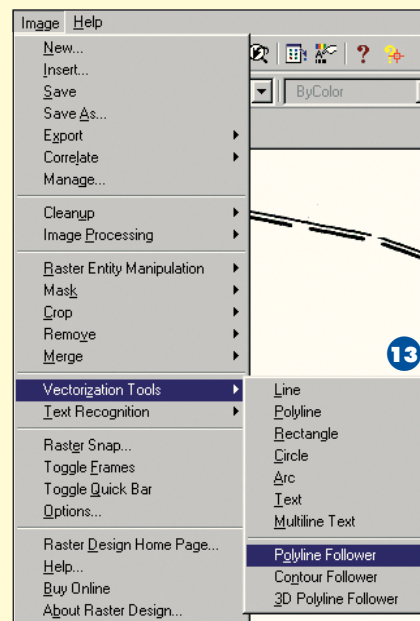 Image Help
New...
Insert...
Save
Save As...
Export
Correlate
Manage...
ByColor
Cleanup
Image Processing
Raster Entity Manipulation
Mask
Crop
Remove
Merge
13
Vectorization Tools
Text Recognition
Raster Snap...
Toggle Frames
Toggle Quick Bar
Options...
Raster Design Home Page...
Help...
Buy Online
About Raster Design...
Line
Polyline
Rectangle
Circle
Arc
Text
Multiline Text
Polyline Follower
Contour Follower
3D Polyline Follower